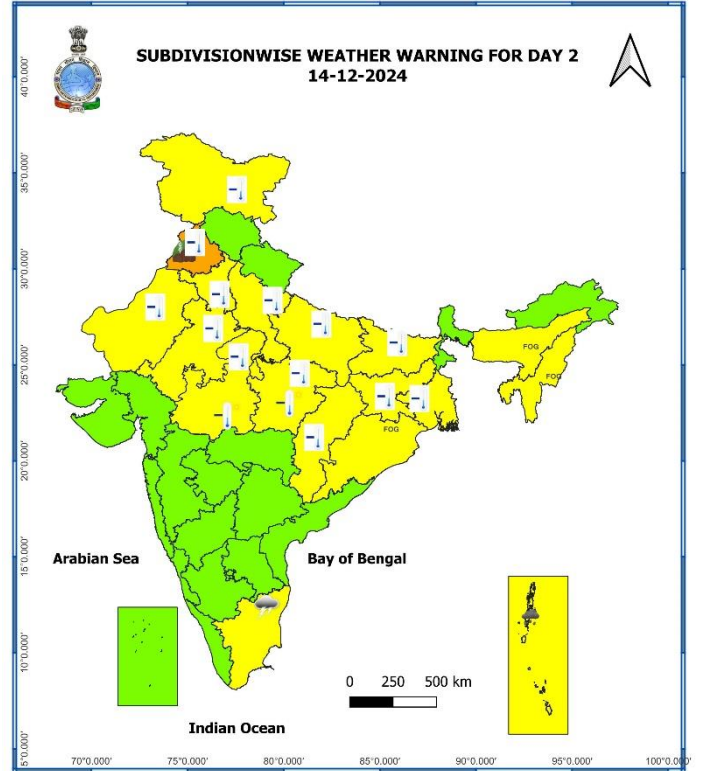 SUBDIVISIONWISE WEATHER WARNING FOR DAY 2
14-12-2024
40°0.000'
35°0.000'
30°0.000'
25°0.000'
20°0.000'
15°0.000'
10°0.000'
5°0.000'
FOG
FOG
FOG
Arabian Sea
Bay of Bengal
0 250 500 km
Indian Ocean
70°0.000' 75°0.000' 80°0.000' 85°0.000' 90°0.000' 95°0.000' 100°0.000'